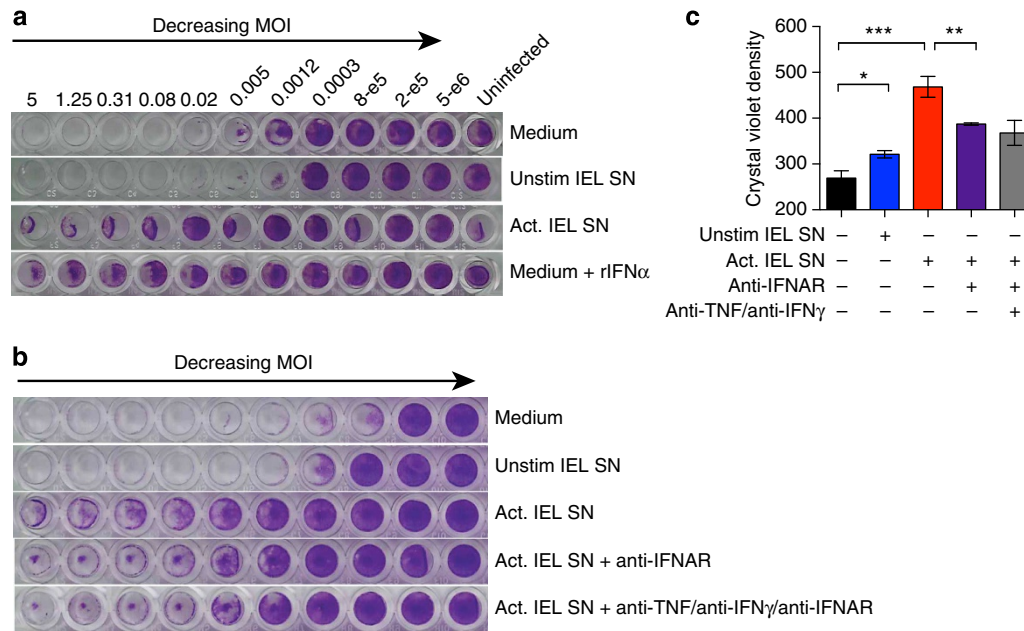 a
Decreasing MOI
5 1.25 0.31 0.08 0.02 0.005 0.0012 0.0003 8-e5 2-e5 5-e6 Uninfected
Medium
Unstim IEL SN
Act. IEL SN
Medium + rIFNα
b
Decreasing MOI
Medium
Unstim IEL SN
Act. IEL SN
Act. IEL SN + anti-IFNAR
Act. IEL SN + anti-TNF/anti-IFNγ/anti-IFNAR
c
Crystal violet density
600
500
400
300
200
*** **
*
Unstim IEL SN – + – – –
Act. IEL SN – – + + +
Anti-IFNAR – – – + +
Anti-TNF/anti-IFNγ – – – – +